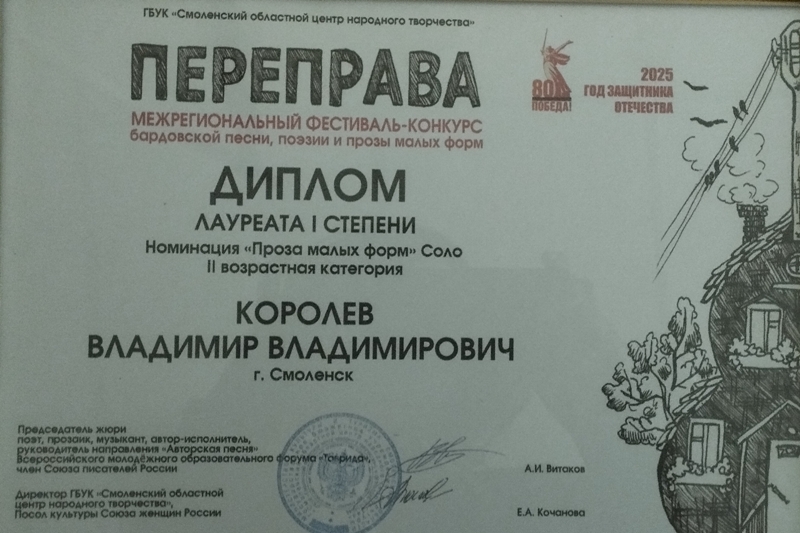 ГБУК «Смоленский областной центр народного творчества»
ПЕРЕПРАВА
МЕЖРЕГИОНАЛЬНЫЙ ФЕСТИВАЛЬ-КОНКУРС
бардовской песни, поэзии и прозы малых форм
80
ПОБЕДА!
2025
ГОД ЗАЩИТНИКА
ОТЕЧЕСТВА
ДИПЛОМ
ЛАУРЕАТА I СТЕПЕНИ
Номинация «Проза малых форм» Соло
II возрастная категория
КОРОЛЕВ
ВЛАДИМИР ВЛАДИМИРОВИЧ
г. Смоленск
Председатель жюри
поэт, прозаик, музыкант, автор-исполнитель,
руководитель направления «Авторская песня»
Всероссийского молодёжного образовательного форума «Таврида»,
член Союза писателей России
А.И. Витаков
Директор ГБУК «Смоленский областной
центр народного творчества»,
Посол культуры Союза женщин России
Е.А. Кочанова